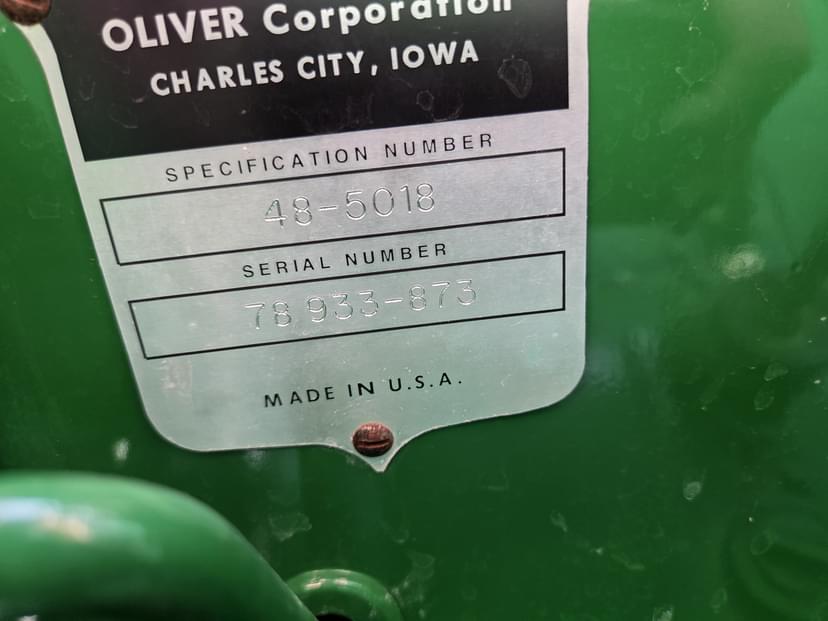 OLIVER Corporation
CHARLES CITY, IOWA
SPECIFICATION NUMBER
48-5018
SERIAL NUMBER
78 933-873
MADE IN U.S.A.